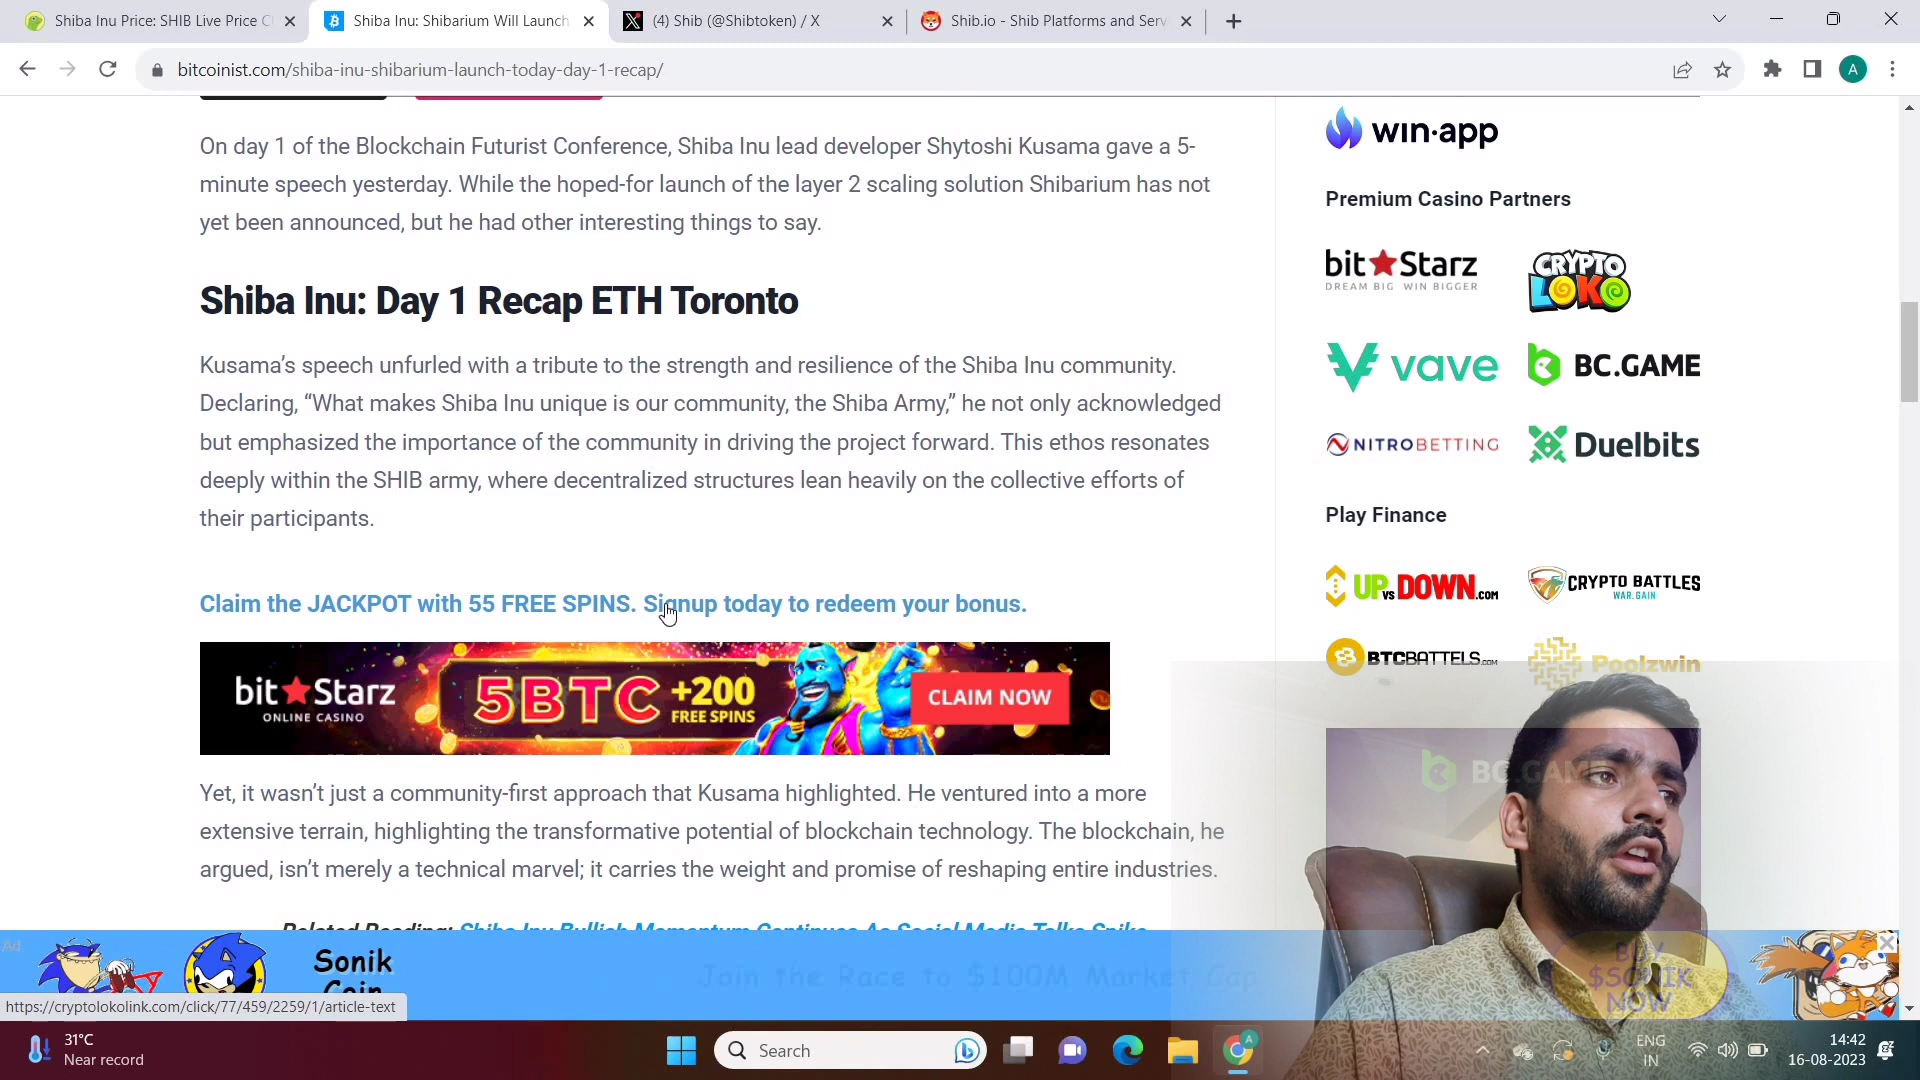 Shiba Inu Price: SHIB Live Price C
Shiba Inu: Shibarium Will Launch
(4) Shib (@Shibtoken) / X
Shib.io - Shib Platforms and Serv
bitcoinist.com/shiba-inu-shibarium-launch-today-day-1-recap/
A
On day 1 of the Blockchain Futurist Conference, Shiba Inu lead developer Shytoshi Kusama gave a 5-
minute speech yesterday. While the hoped-for launch of the layer 2 scaling solution Shibarium has not
yet been announced, but he had other interesting things to say.
Shiba Inu: Day 1 Recap ETH Toronto
Kusama’s speech unfurled with a tribute to the strength and resilience of the Shiba Inu community.
Declaring, “What makes Shiba Inu unique is our community, the Shiba Army,” he not only acknowledged
but emphasized the importance of the community in driving the project forward. This ethos resonates
deeply within the SHIB army, where decentralized structures lean heavily on the collective efforts of
their participants.
Claim the JACKPOT with 55 FREE SPINS. Signup today to redeem your bonus.
bit Starz
ONLINE CASINO
5BTC +200
FREE SPINS
CLAIM NOW
Yet, it wasn’t just a community-first approach that Kusama highlighted. He ventured into a more
extensive terrain, highlighting the transformative potential of blockchain technology. The blockchain, he
argued, isn’t merely a technical marvel; it carries the weight and promise of reshaping entire industries.
Related Reading: Shiba Inu Bullish Momentum Continues As Social Media Talks Spike
win·app
Premium Casino Partners
bit Starz
DREAM BIG WIN BIGGER
CRYPTO
LOKO
vave
BC.GAME
NITROBETTING
Duelbits
Play Finance
UP VS DOWN.COM
CRYPTO BATTLES
WAR.GAIN
BTCBATTELS.COM
Poolzwin
BC.GAME
Ad
Sonik
Coin
Join the Race to $100M Market Cap
BUY
$SONIK
NOW
https://cryptolokolink.com/click/77/459/2259/1/article-text
31°C
Near record
Search
ENG
IN
14:42
16-08-2023